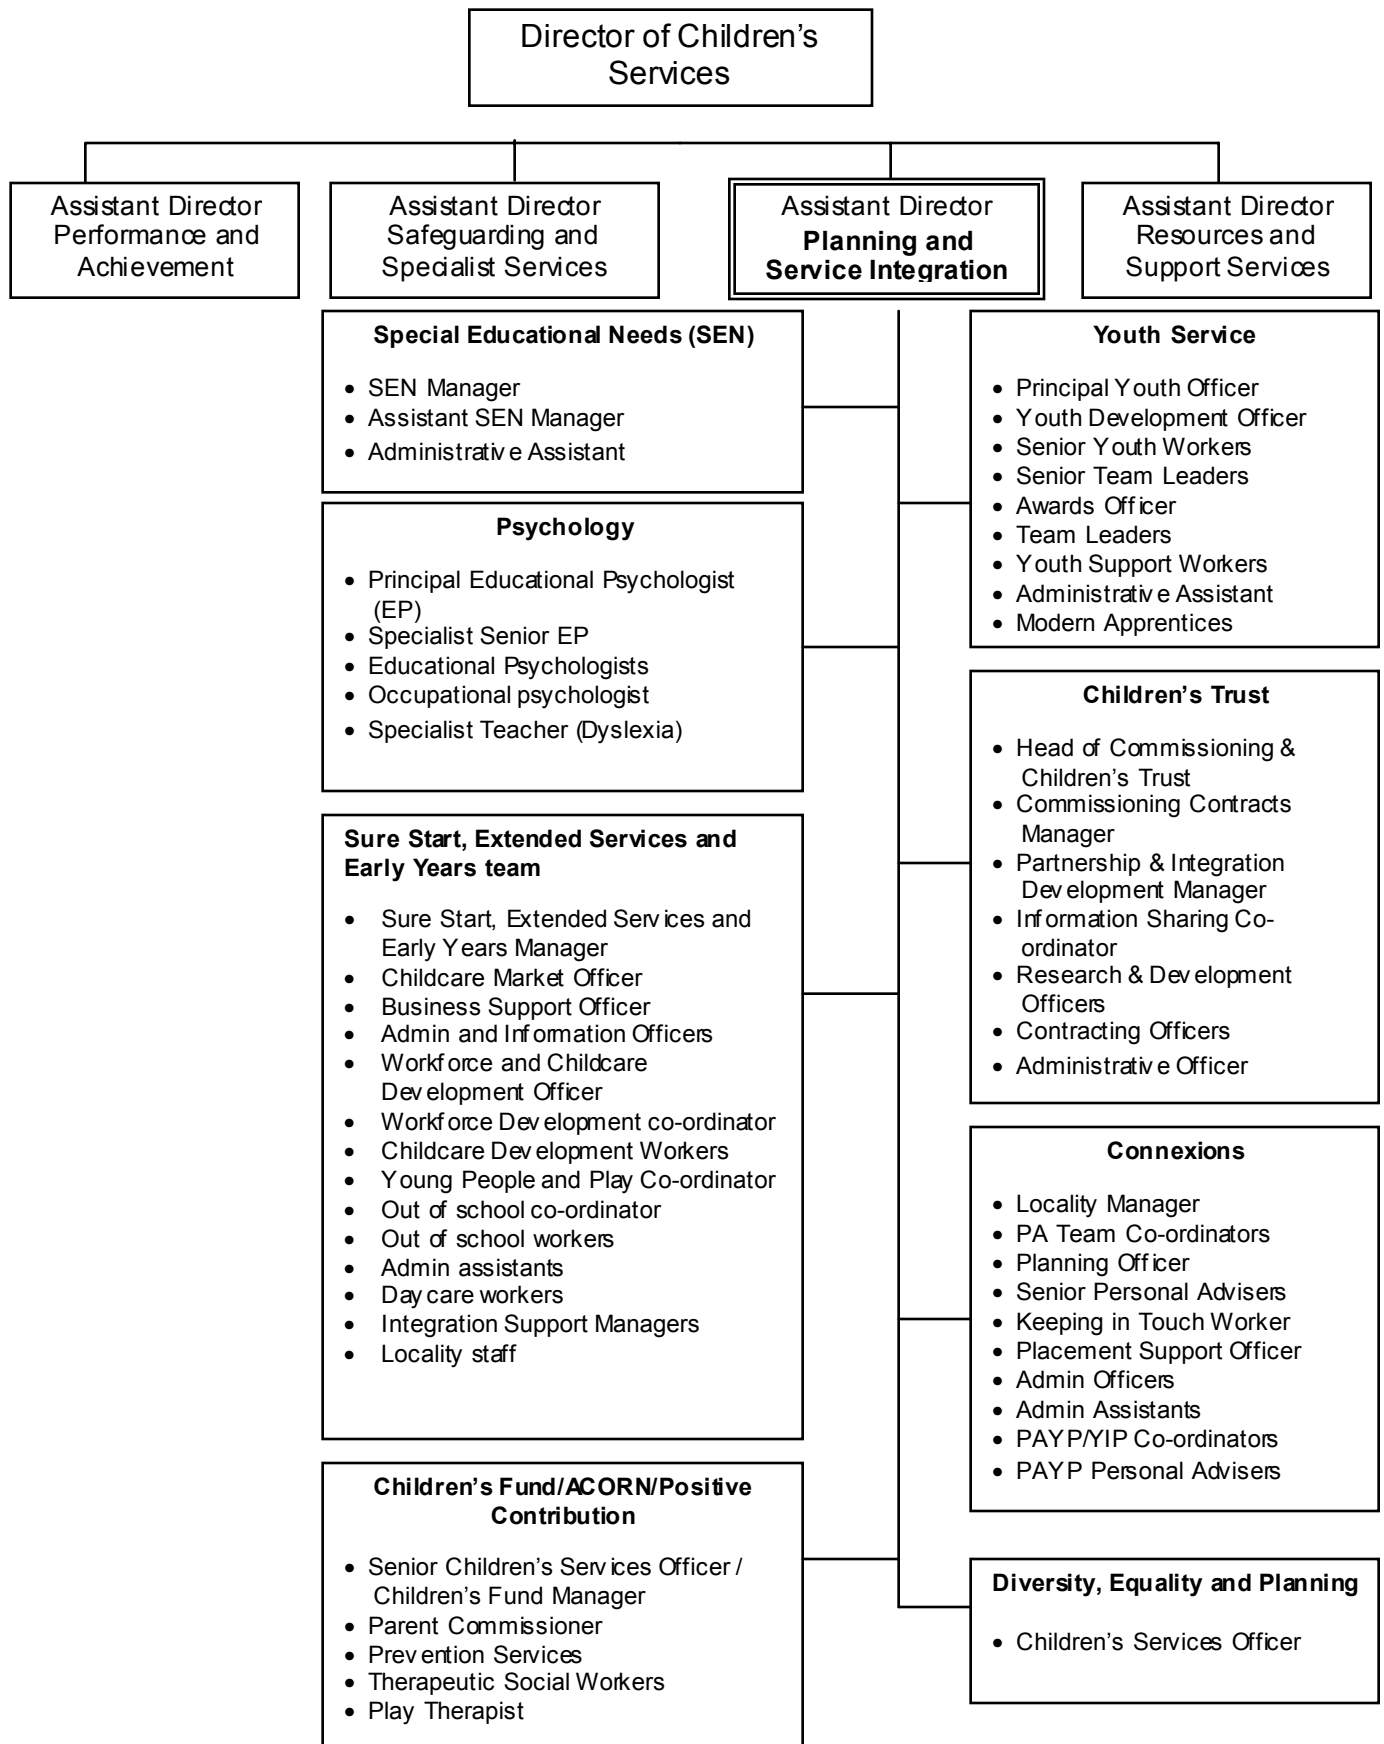 Director of Children's
Services
Assistant Director
Performance and
Achievement
Assistant Director
Safeguarding and
Specialist Services
Assistant Director
Planning and
Service Integration
Assistant Director
Resources and
Support Services
Special Educational Needs (SEN)
• SEN Manager
• Assistant SEN Manager
• Administrative Assistant
Psychology
• Principal Educational Psychologist
(EP)
• Specialist Senior EP
• Educational Psychologists
• Occupational psychologist
• Specialist Teacher (Dyslexia)
Sure Start, Extended Services and
Early Years team
• Sure Start, Extended Services and
Early Years Manager
• Childcare Market Officer
• Business Support Officer
• Admin and Information Officers
• Workforce and Childcare
Development Officer
• Workforce Development co-ordinator
• Childcare Development Workers
• Young People and Play Co-ordinator
• Out of school co-ordinator
• Out of school workers
• Admin assistants
• Daycare workers
• Integration Support Managers
• Locality staff
Children's Fund/ACORN/Positive
Contribution
• Senior Children's Services Officer /
Children's Fund Manager
• Parent Commissioner
• Prevention Services
• Therapeutic Social Workers
• Play Therapist
Youth Service
• Principal Youth Officer
• Youth Development Officer
• Senior Youth Workers
• Senior Team Leaders
• Awards Officer
• Team Leaders
• Youth Support Workers
• Administrative Assistant
• Modern Apprentices
Children's Trust
• Head of Commissioning &
Children's Trust
• Commissioning Contracts
Manager
• Partnership & Integration
Development Manager
• Information Sharing Co-
ordinator
• Research & Development
Officers
• Contracting Officers
• Administrative Officer
Connexions
• Locality Manager
• PA Team Co-ordinators
• Planning Officer
• Senior Personal Advisers
• Keeping in Touch Worker
• Placement Support Officer
• Admin Officers
• Admin Assistants
• PAYP/YIP Co-ordinators
• PAYP Personal Advisers
Diversity, Equality and Planning
• Children's Services Officer